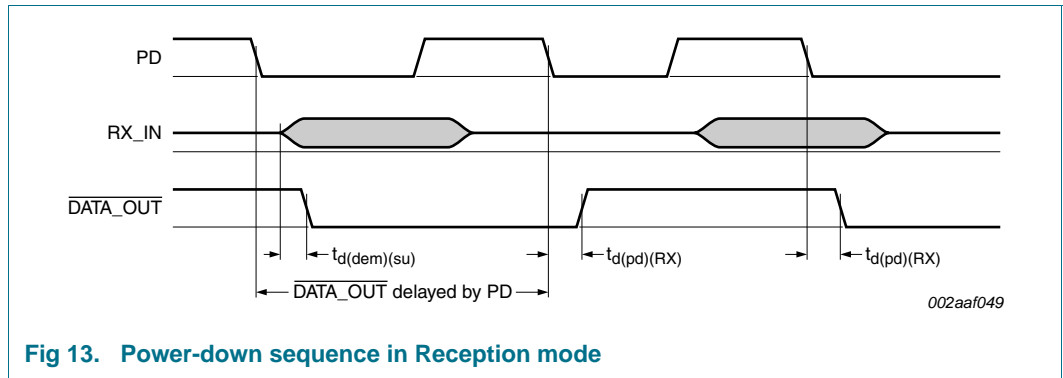 PD
RX_IN
DATA_OUT
td(dem)(su)
td(pd)(RX)
td(pd)(RX)
DATA_OUT delayed by PD
002aaf049
Fig 13. Power-down sequence in Reception mode